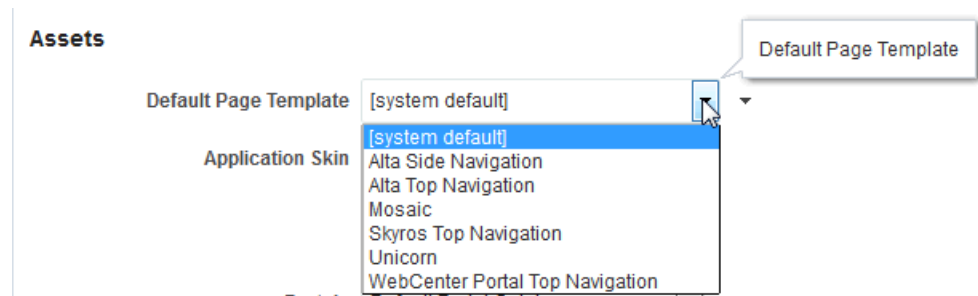 Assets
Default Page Template
Default Page Template [system default]
[system default]
Application Skin
Alta Side Navigation
Alta Top Navigation
Mosaic
Skyros Top Navigation
Unicorn
WebCenter Portal Top Navigation